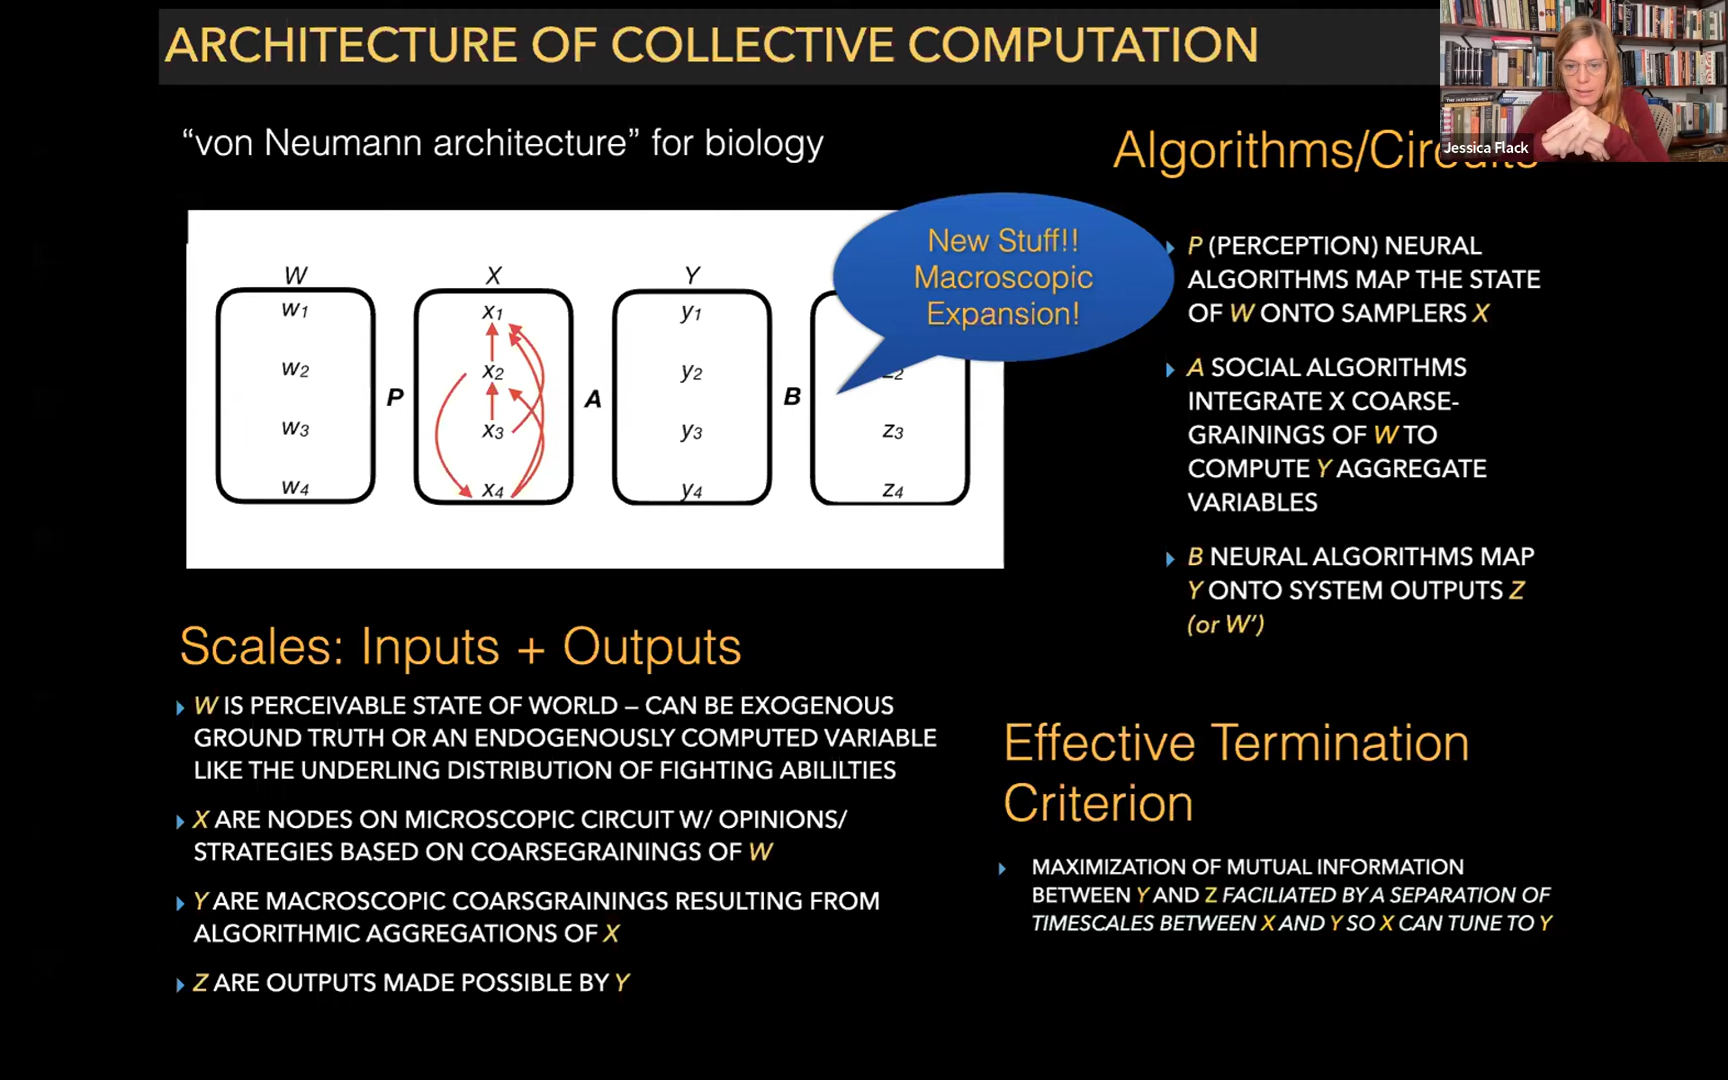 ARCHITECTURE OF COLLECTIVE COMPUTATION
Jessica Flack
“von Neumann architecture” for biology
W
w1
w2
w3
w4
P
X
x1
x2
x3
x4
A
Y
y1
y2
y3
y4
B
z3
z4
New Stuff!!
Macroscopic
Expansion!
Algorithms/Circuits
P (PERCEPTION) NEURAL
ALGORITHMS MAP THE STATE
OF W ONTO SAMPLERS X
A SOCIAL ALGORITHMS
INTEGRATE X COARSE-
GRAININGS OF W TO
COMPUTE Y AGGREGATE
VARIABLES
B NEURAL ALGORITHMS MAP
Y ONTO SYSTEM OUTPUTS Z
(or W’)
Scales: Inputs + Outputs
W IS PERCEIVABLE STATE OF WORLD – CAN BE EXOGENOUS
GROUND TRUTH OR AN ENDOGENOUSLY COMPUTED VARIABLE
LIKE THE UNDERLING DISTRIBUTION OF FIGHTING ABILILTIES
X ARE NODES ON MICROSCOPIC CIRCUIT W/ OPINIONS/
STRATEGIES BASED ON COARSEGRAININGS OF W
Y ARE MACROSCOPIC COARSGRAININGS RESULTING FROM
ALGORITHMIC AGGREGATIONS OF X
Z ARE OUTPUTS MADE POSSIBLE BY Y
Effective Termination
Criterion
MAXIMIZATION OF MUTUAL INFORMATION
BETWEEN Y AND Z FACILIATED BY A SEPARATION OF
TIMESCALES BETWEEN X AND Y SO X CAN TUNE TO Y